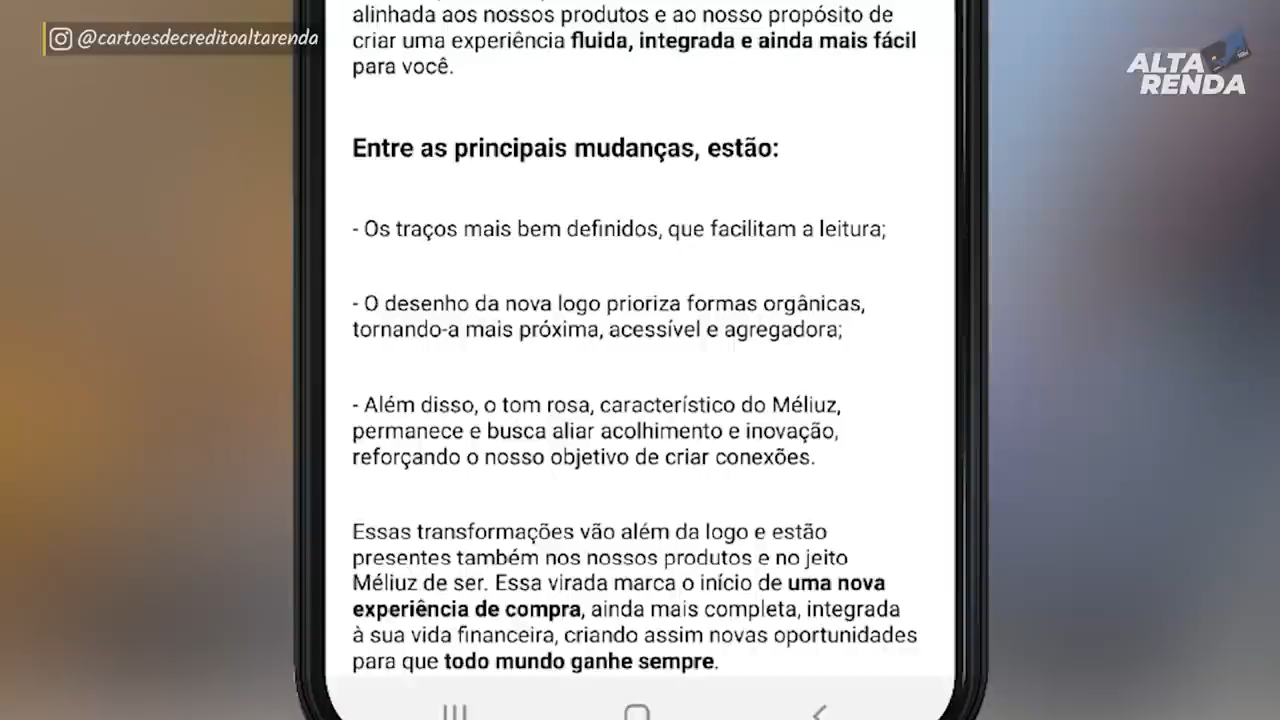 @cartoesdecreditoaltarenda
ALTA
RENDA
alinhada aos nossos produtos e ao nosso propósito de
criar uma experiência fluida, integrada e ainda mais fácil
para você.
Entre as principais mudanças, estão:
- Os traços mais bem definidos, que facilitam a leitura;
- O desenho da nova logo prioriza formas orgânicas,
tornando-a mais próxima, acessível e agregadora;
- Além disso, o tom rosa, característico do Méliuz,
permanece e busca aliar acolhimento e inovação,
reforçando o nosso objetivo de criar conexões.
Essas transformações vão além da logo e estão
presentes também nos nossos produtos e no jeito
Méliuz de ser. Essa virada marca o início de uma nova
experiência de compra, ainda mais completa, integrada
à sua vida financeira, criando assim novas oportunidades
para que todo mundo ganhe sempre.